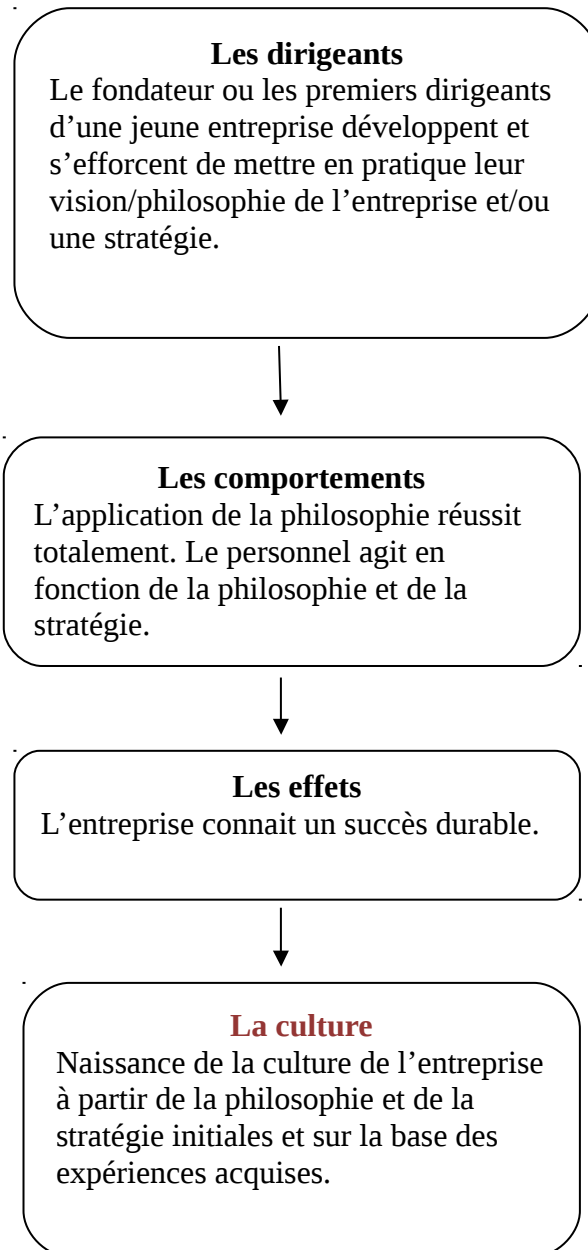 Les dirigeants
Le fondateur ou les premiers dirigeants
d’une jeune entreprise développent et
s’efforcent de mettre en pratique leur
vision/philosophie de l’entreprise et/ou
une stratégie.
Les comportements
L’application de la philosophie réussit
totalement. Le personnel agit en
fonction de la philosophie et de la
stratégie.
Les effets
L’entreprise connait un succès durable.
La culture
Naissance de la culture de l’entreprise
à partir de la philosophie et de la
stratégie initiales et sur la base des
expériences acquises.